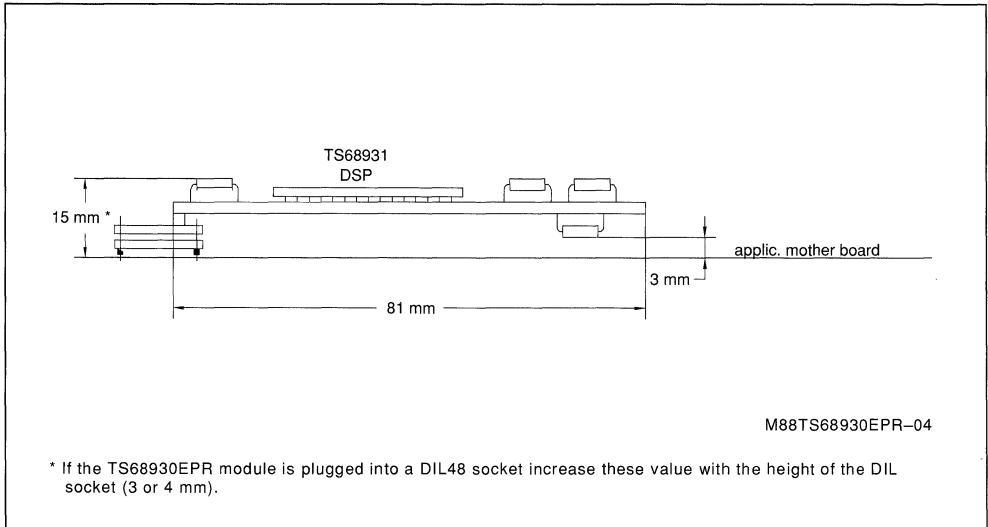 TS68931
DSP
15 mm *
applic. mother board
3 mm
81 mm
M88TS68930EPR–04
* If the TS68930EPR module is plugged into a DIL48 socket increase these value with the height of the DIL
socket (3 or 4 mm).